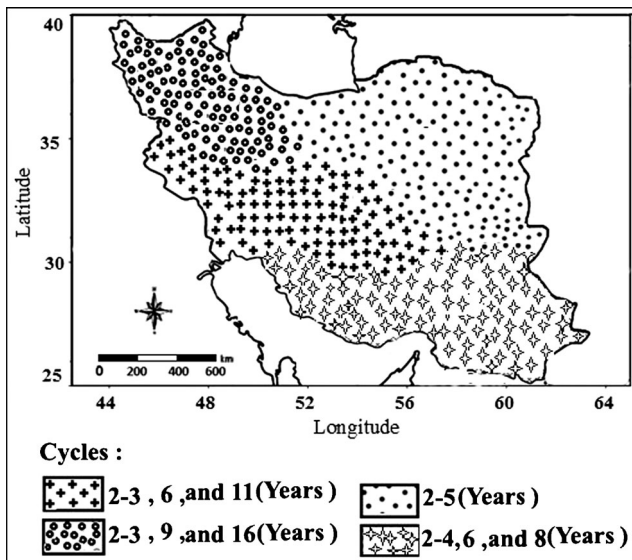 40
35
30
25
Latitude
0 200 400 600
km
44 48 52 56 60 64
Longitude
Cycles :
2-3 , 6 ,and 11(Years )
2-5(Years )
2-3 , 9 , and 16(Years )
2-4,6 , and 8(Years )